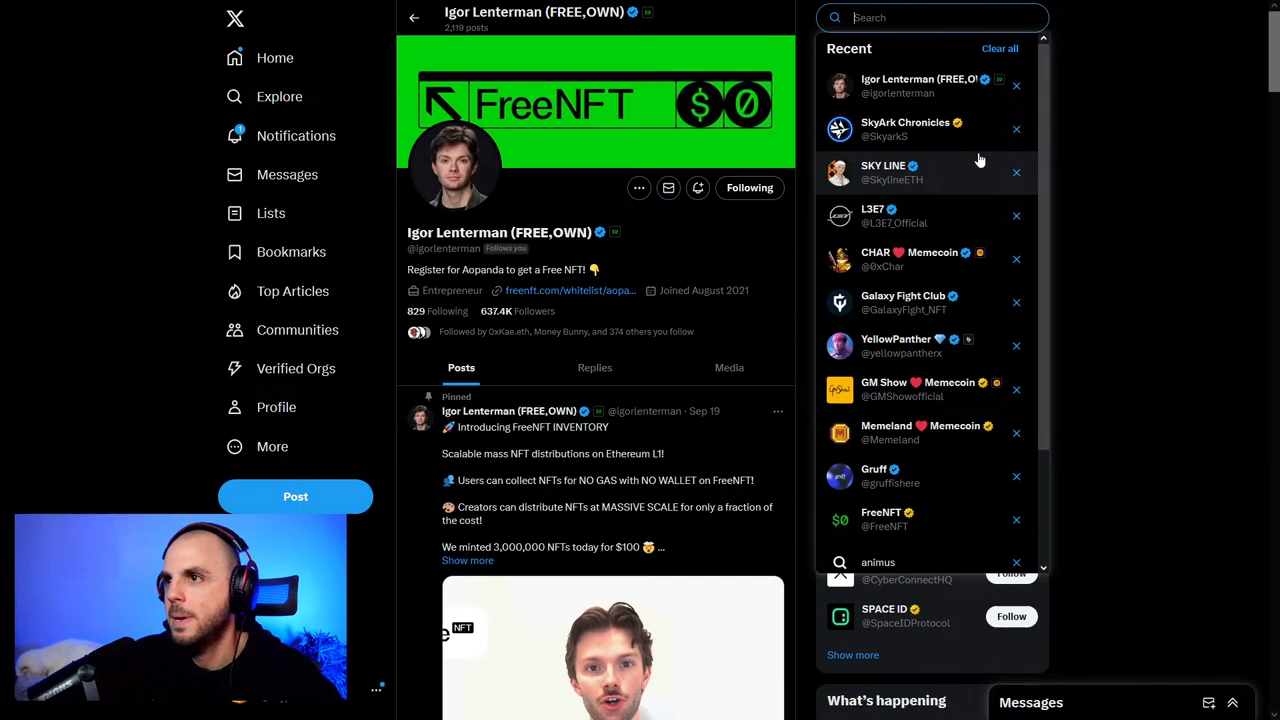 Home
Explore
1
Notifications
Messages
Lists
Bookmarks
Top Articles
Communities
Verified Orgs
Profile
More
Post
Igor Lenterman (FREE,OWN)
2,119 posts
FreeNFT $0
Following
Igor Lenterman (FREE,OWN)
@igorlenterman Follows you
Register for Aopanda to get a Free NFT! 👇
Entrepreneur freenft.com/whitelist/aopa... Joined August 2021
829 Following 637.4K Followers
Followed by 0xKae.eth, Money Bunny, and 374 others you follow
Posts Replies Media
Pinned
Igor Lenterman (FREE,OWN) @igorlenterman · Sep 19
🚀 Introducing FreeNFT INVENTORY
Scalable mass NFT distributions on Ethereum L1!
👥 Users can collect NFTs for NO GAS with NO WALLET on FreeNFT!
🎨 Creators can distribute NFTs at MASSIVE SCALE for only a fraction of
the cost!
We minted 3,000,000 NFTs today for $100 🤯 ...
Show more
e NFT
Search
Recent Clear all
Igor Lenterman (FREE,O
@igorlenterman
SkyArk Chronicles
@SkyarkS
SKY LINE
@SkylineETH
L3E7
@L3E7_Official
CHAR ❤️ Memecoin
@0xChar
Galaxy Fight Club
@GalaxyFight_NFT
YellowPanther 💎
@yellowpantherx
GM Show ❤️ Memecoin
@GMShowofficial
Memeland ❤️ Memecoin
@Memeland
Gruff
@gruffishere
FreeNFT
@FreeNFT
$0
animus
@CyberConnectHQ Follow
SPACE ID
@SpaceIDProtocol
Follow
Show more
What's happening
Messages